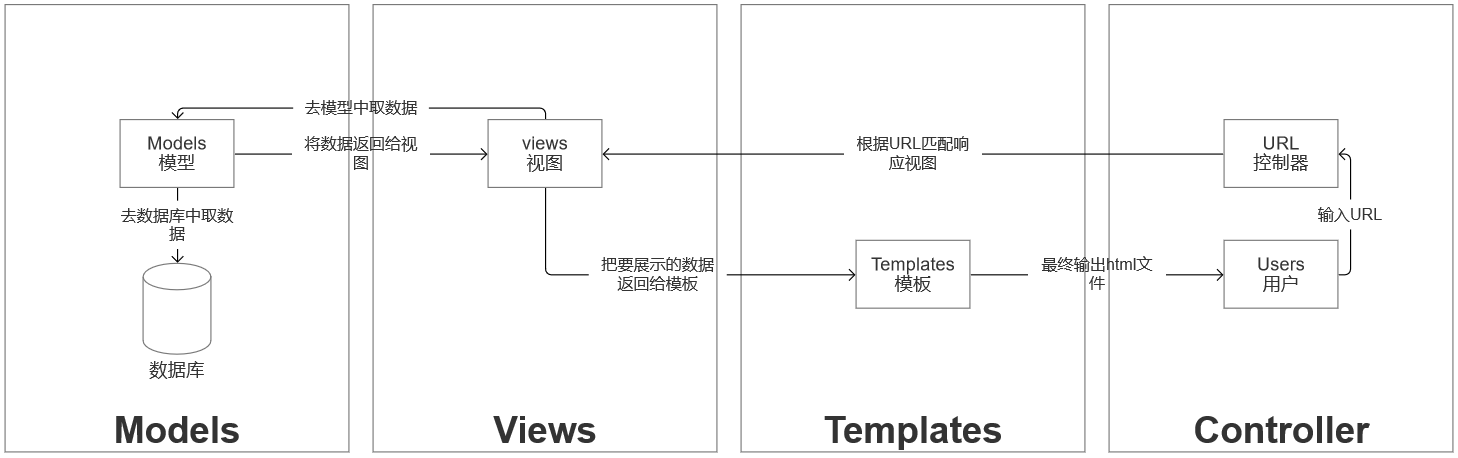 去模型中取数据
Models
模型
将数据返回给视
图
views
视图
根据URL匹配响
应视图
URL
控制器
去数据库中取数
据
输入URL
把要展示的数据
返回给模板
Templates
模板
最终输出html文
件
Users
用户
数据库
Models
Views
Templates
Controller